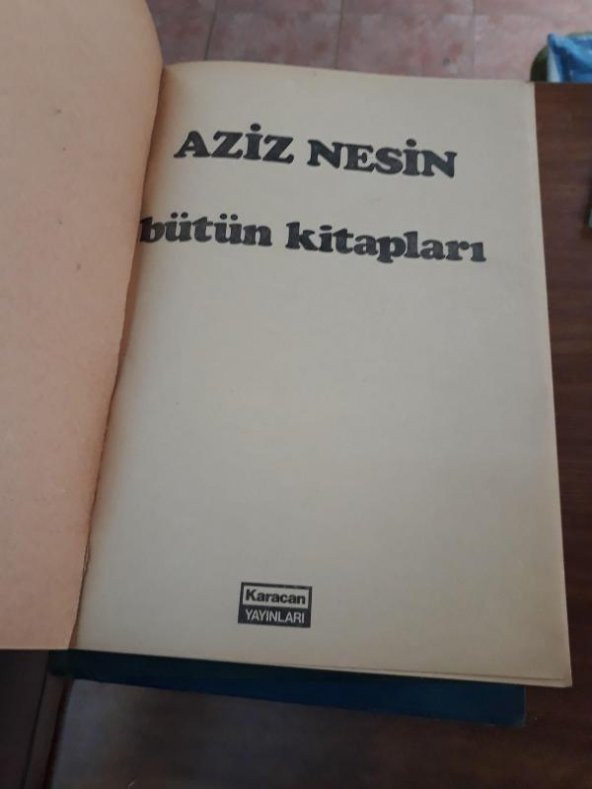 AZİZ NESİN
bütün kitapları
Karacan
YAYINLARI